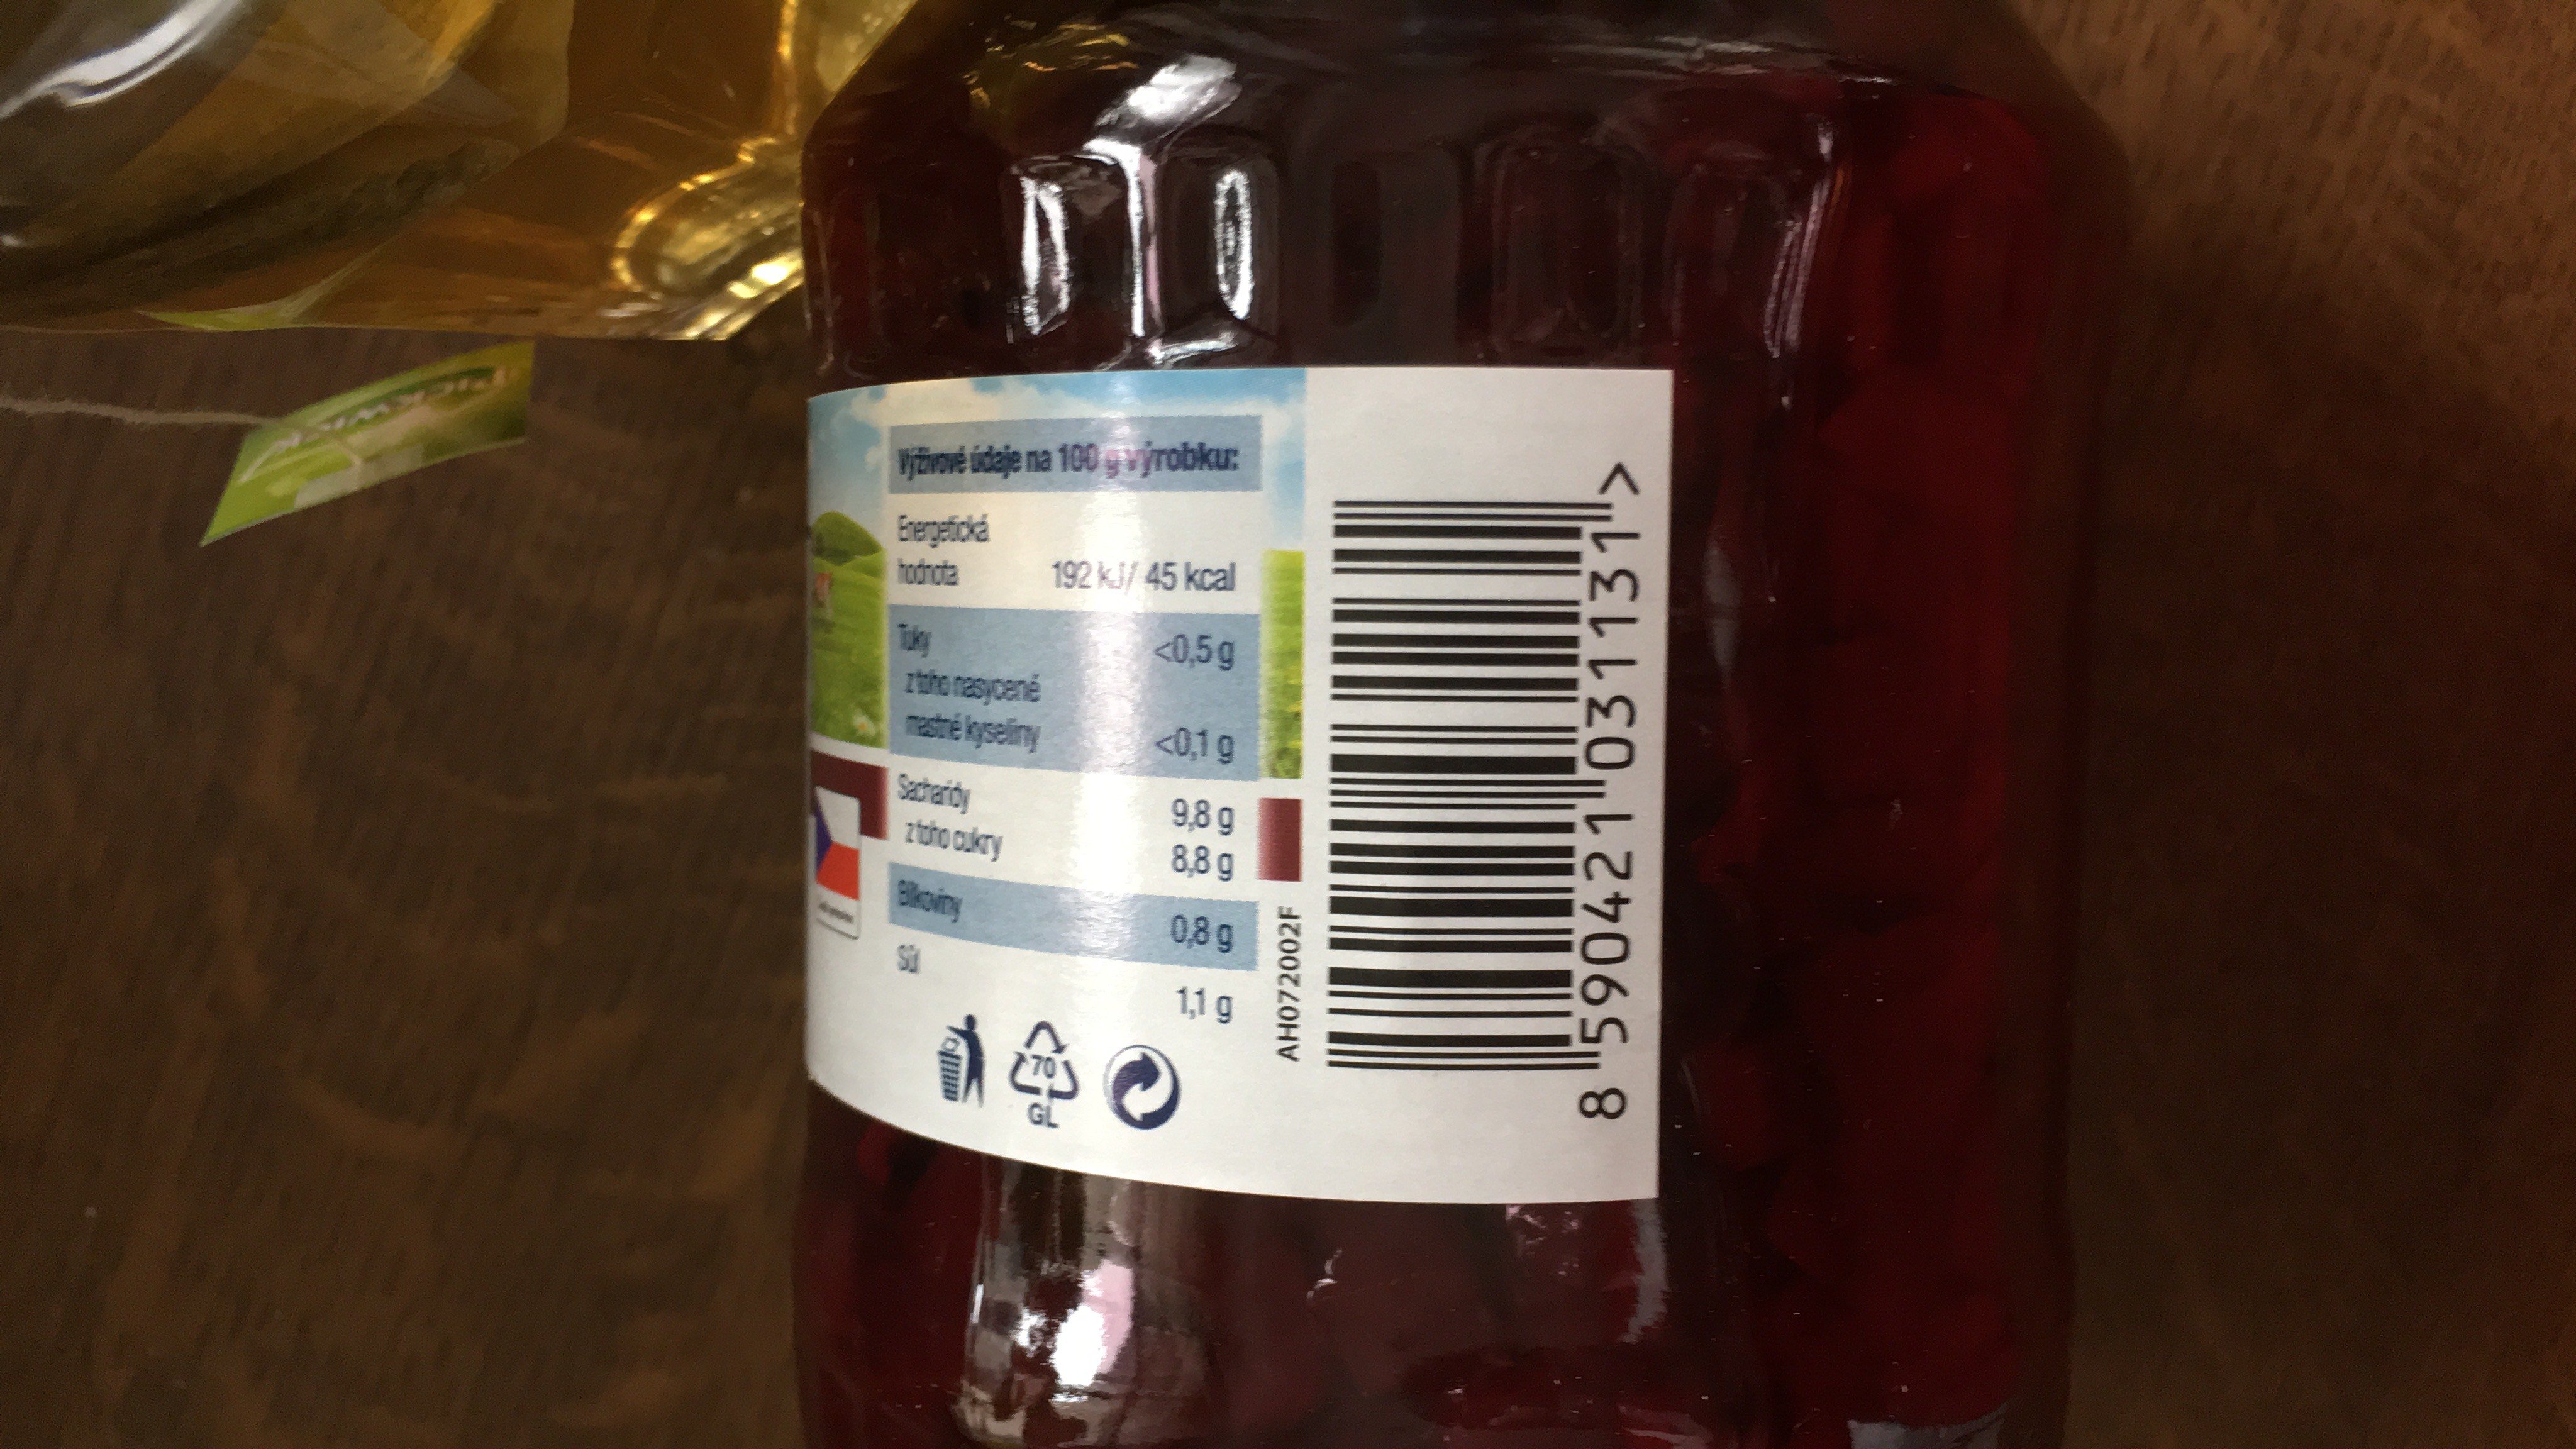 PICKWICK
Výživové údaje na 100 g výrobku:
Energetická
hodnota 192 kJ/ 45 kcal
Tuky <0,5 g
z toho nasycené
mastné kyseliny <0,1 g
Sacharidy 9,8 g
z toho cukry 8,8 g
Bílkoviny 0,8 g
Sůl 1,1 g
70
GL
AH072002F
8 590421 031131 >